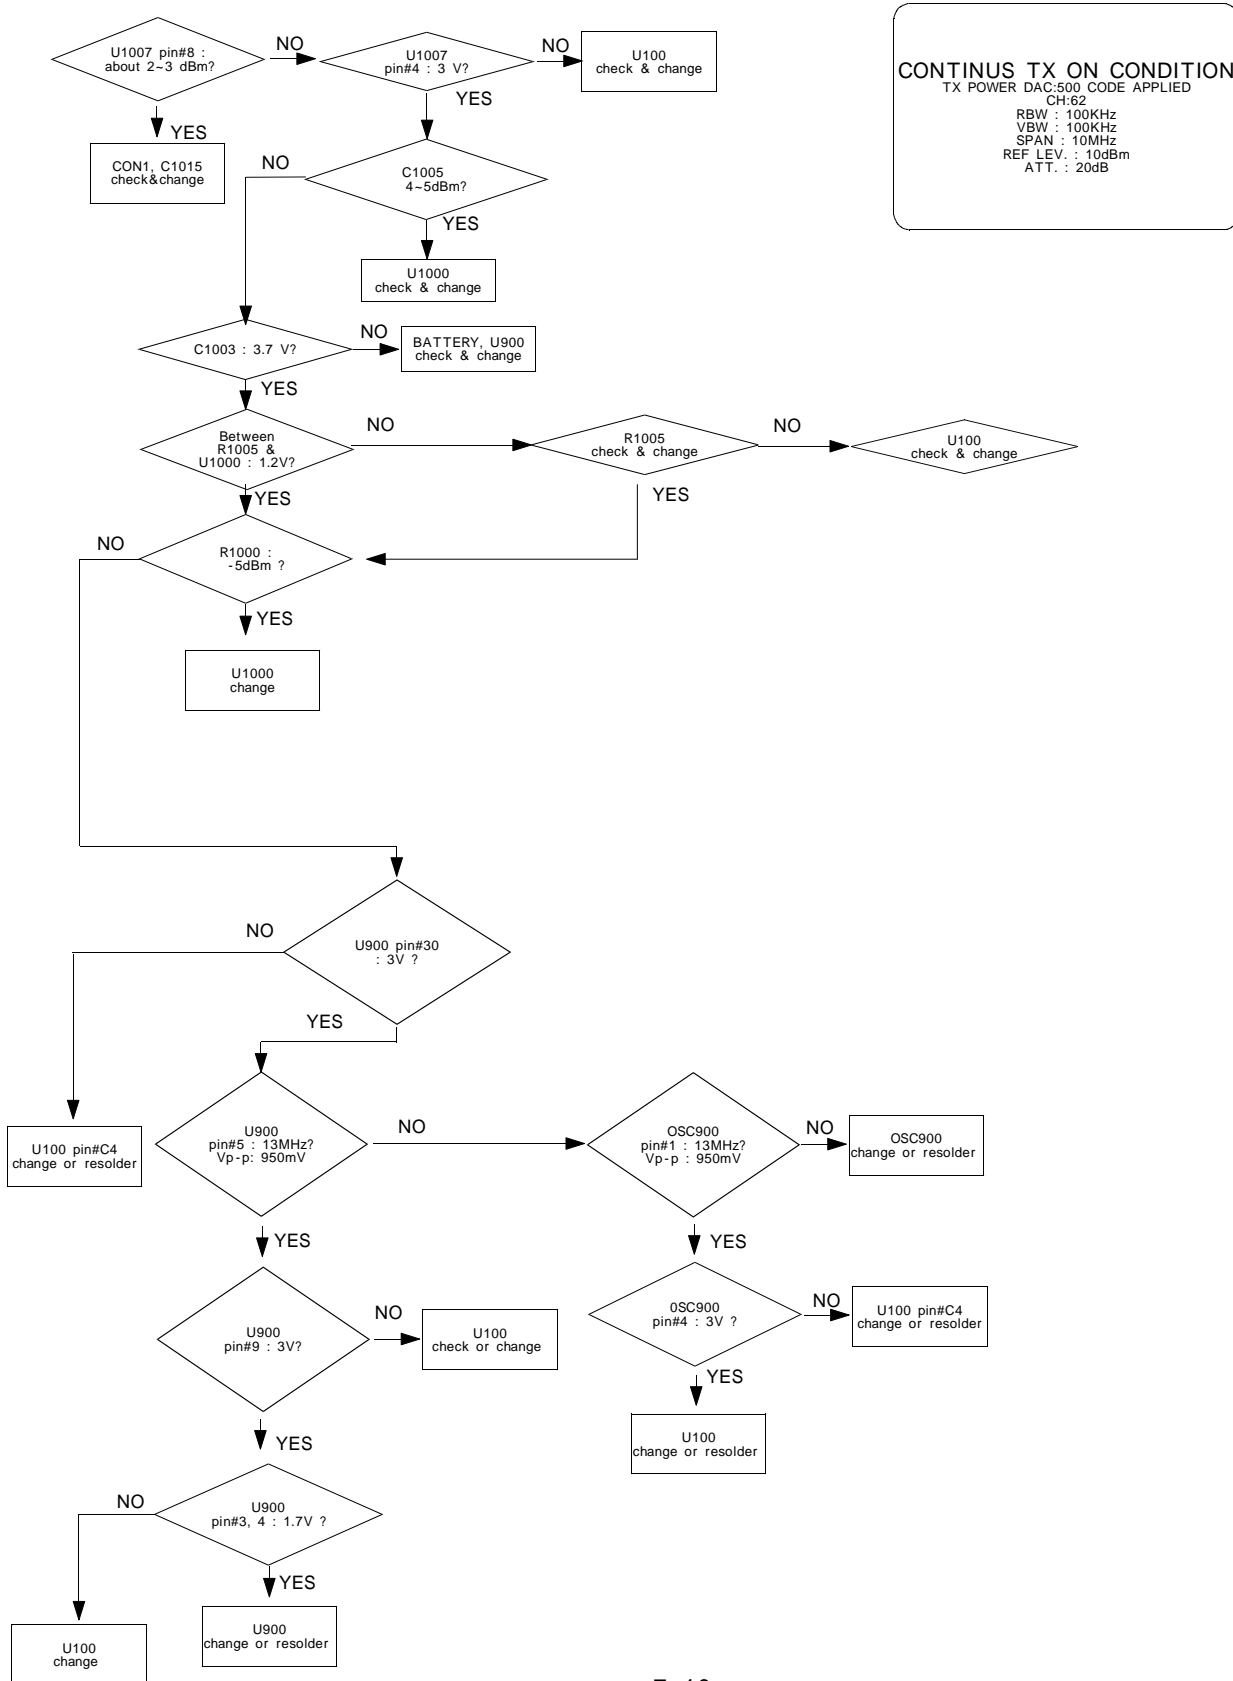 U1007 pin#8 :
about 2~3 dBm?
NO
U1007
pin#4 : 3 V?
NO
U100
check & change
CONTINUS TX ON CONDITION
TX POWER DAC:500 CODE APPLIED
CH:62
RBW : 100KHz
VBW : 100KHz
SPAN : 10MHz
REF LEV. : 10dBm
ATT. : 20dB
YES
YES
CON1, C1015
check&change
NO
C1005
4~5dBm?
YES
U1000
check & change
C1003 : 3.7 V?
NO
BATTERY, U900
check & change
YES
Between
R1005 &
U1000 : 1.2V?
NO
R1005
check & change
NO
U100
check & change
YES
YES
NO
R1000 :
-5dBm ?
YES
U1000
change
NO
U900 pin#30
: 3V ?
YES
U100 pin#C4
change or resolder
U900
pin#5 : 13MHz?
Vp-p: 950mV
NO
OSC900
pin#1 : 13MHz?
Vp-p : 950mV
NO
OSC900
change or resolder
YES
YES
U900
pin#9 : 3V?
NO
U100
check or change
0SC900
pin#4 : 3V ?
NO
U100 pin#C4
change or resolder
YES
U100
change or resolder
YES
NO
U900
pin#3, 4 : 1.7V ?
YES
U900
change or resolder
U100
change